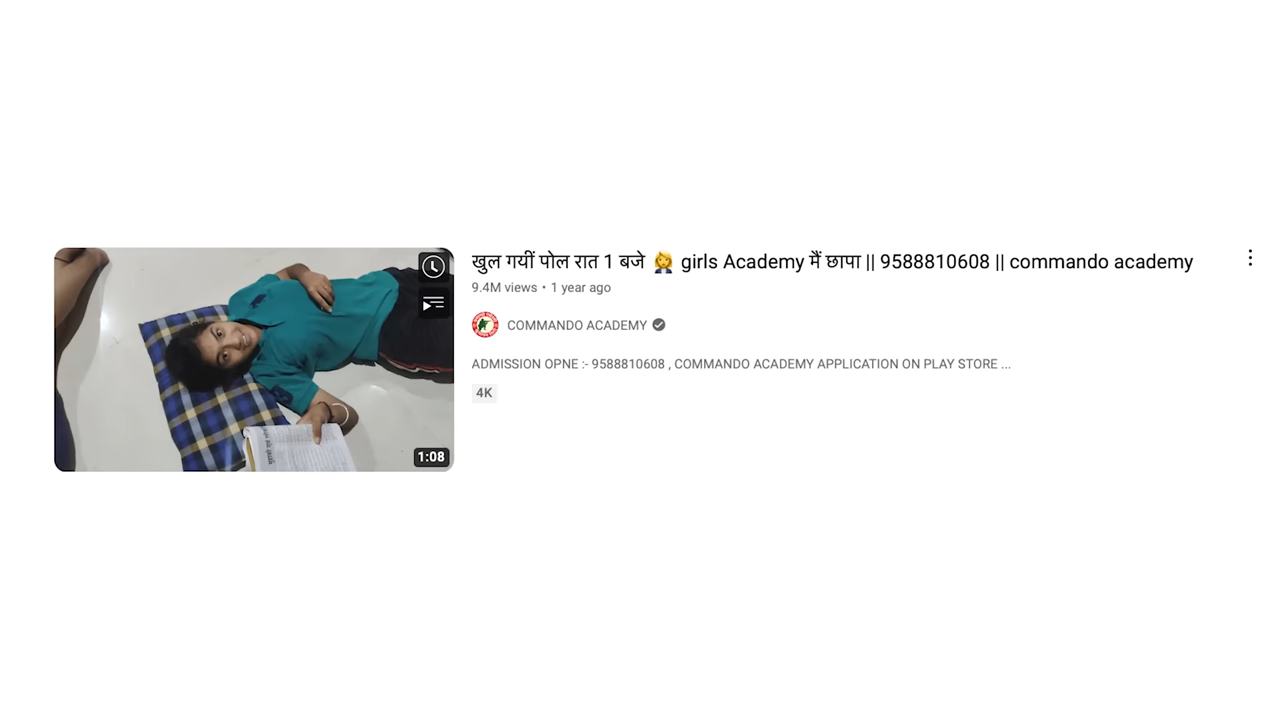 खुल गयीं पोल रात 1 बजे 👩‍💼 girls Academy मैं छापा || 9588810608 || commando academy
9.4M views • 1 year ago
COMMANDO ACADEMY
ADMISSION OPNE :- 9588810608 , COMMANDO ACADEMY APPLICATION ON PLAY STORE ...
4K
1:08